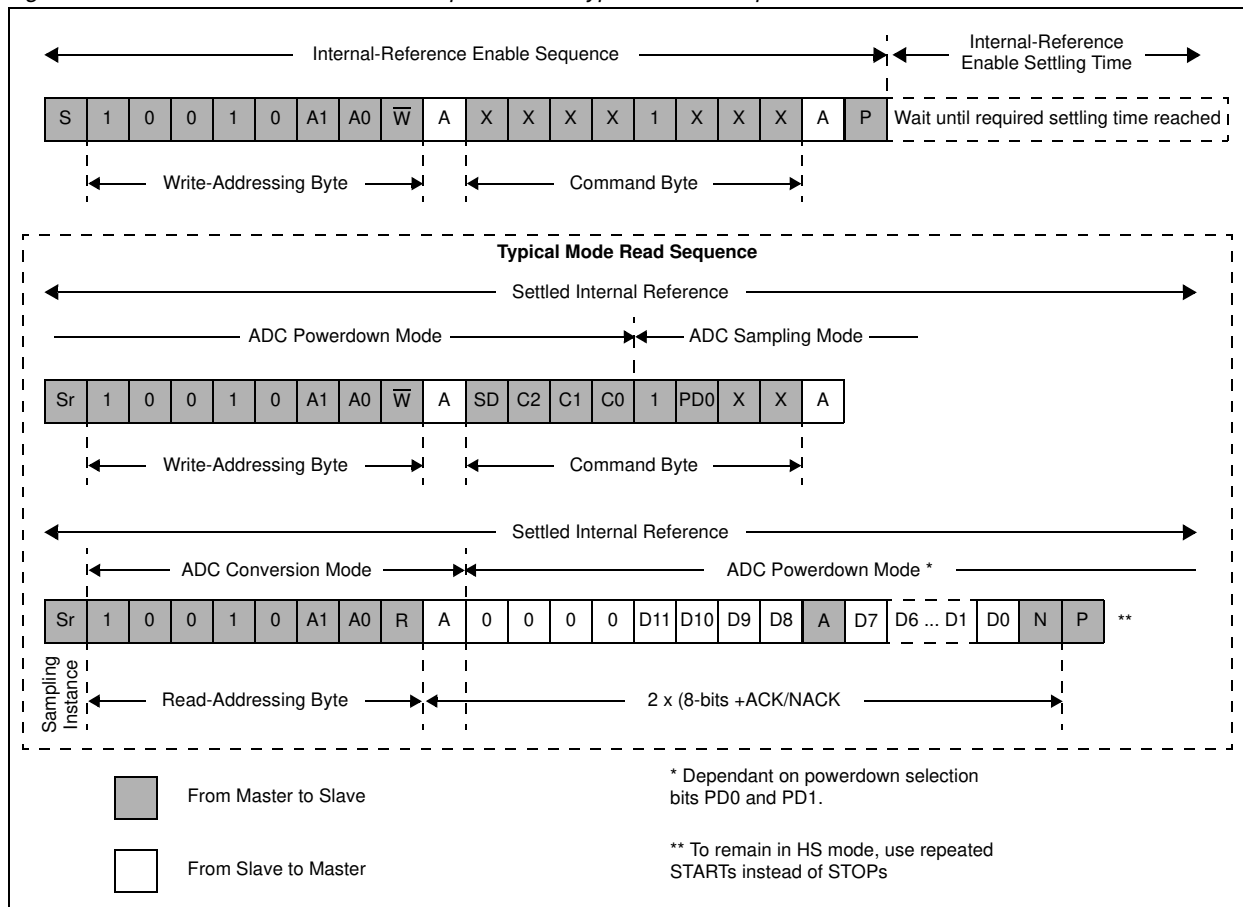 Internal-Reference Enable Sequence
Internal-Reference
Enable Settling Time
S 1 0 0 1 0 A1 A0 W̅ A X X X X 1 X X X A P Wait until required settling time reached
Write-Addressing Byte Command Byte
Typical Mode Read Sequence
Settled Internal Reference
ADC Powerdown Mode ADC Sampling Mode
Sr 1 0 0 1 0 A1 A0 W̅ A SD C2 C1 C0 1 PD0 X X A
Write-Addressing Byte Command Byte
Settled Internal Reference
ADC Conversion Mode ADC Powerdown Mode *
Sr 1 0 0 1 0 A1 A0 R A 0 0 0 0 D11 D10 D9 D8 A D7 D6 ... D1 D0 N P **
Sampling
Instance
Read-Addressing Byte 2 x (8-bits +ACK/NACK
From Master to Slave
* Dependant on powerdown selection
bits PD0 and PD1.
From Slave to Master
** To remain in HS mode, use repeated
STARTs instead of STOPs